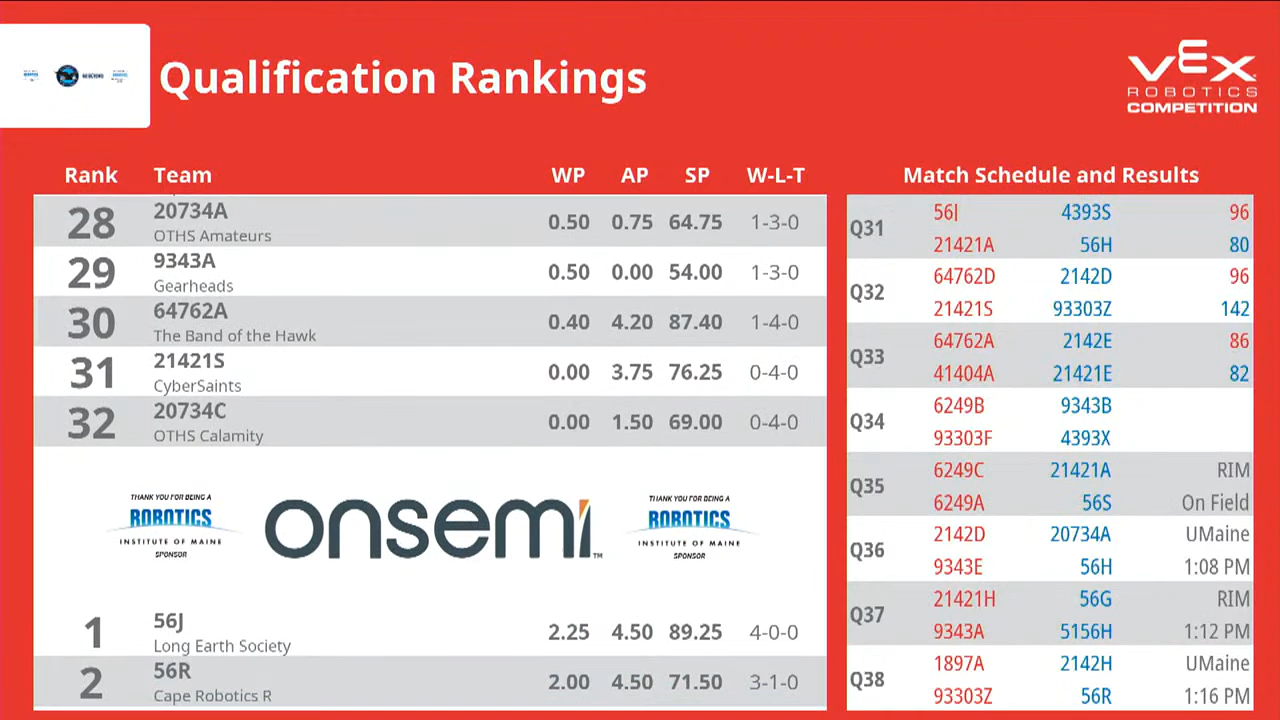 Qualification Rankings
VEX
ROBOTICS
COMPETITION
Rank Team WP AP SP W-L-T
28 20734A OTHS Amateurs 0.50 0.75 64.75 1-3-0
29 9343A Gearheads 0.50 0.00 54.00 1-3-0
30 64762A The Band of the Hawk 0.40 4.20 87.40 1-4-0
31 21421S CyberSaints 0.00 3.75 76.25 0-4-0
32 20734C OTHS Calamity 0.00 1.50 69.00 0-4-0
THANK YOU FOR BEING A
ROBOTICS
INSTITUTE OF MAINE
SPONSOR
onsemi™
THANK YOU FOR BEING A
ROBOTICS
INSTITUTE OF MAINE
SPONSOR
1 56J Long Earth Society 2.25 4.50 89.25 4-0-0
2 56R Cape Robotics R 2.00 4.50 71.50 3-1-0
Match Schedule and Results
Q31 56J 4393S 96
21421A 56H 80
Q32 64762D 2142D 96
21421S 93303Z 142
Q33 64762A 2142E 86
41404A 21421E 82
Q34 6249B 9343B
93303F 4393X
Q35 6249C 21421A RIM
6249A 56S On Field
Q36 2142D 20734A UMaine
9343E 56H 1:08 PM
Q37 21421H 56G RIM
9343A 5156H 1:12 PM
Q38 1897A 2142H UMaine
93303Z 56R 1:16 PM